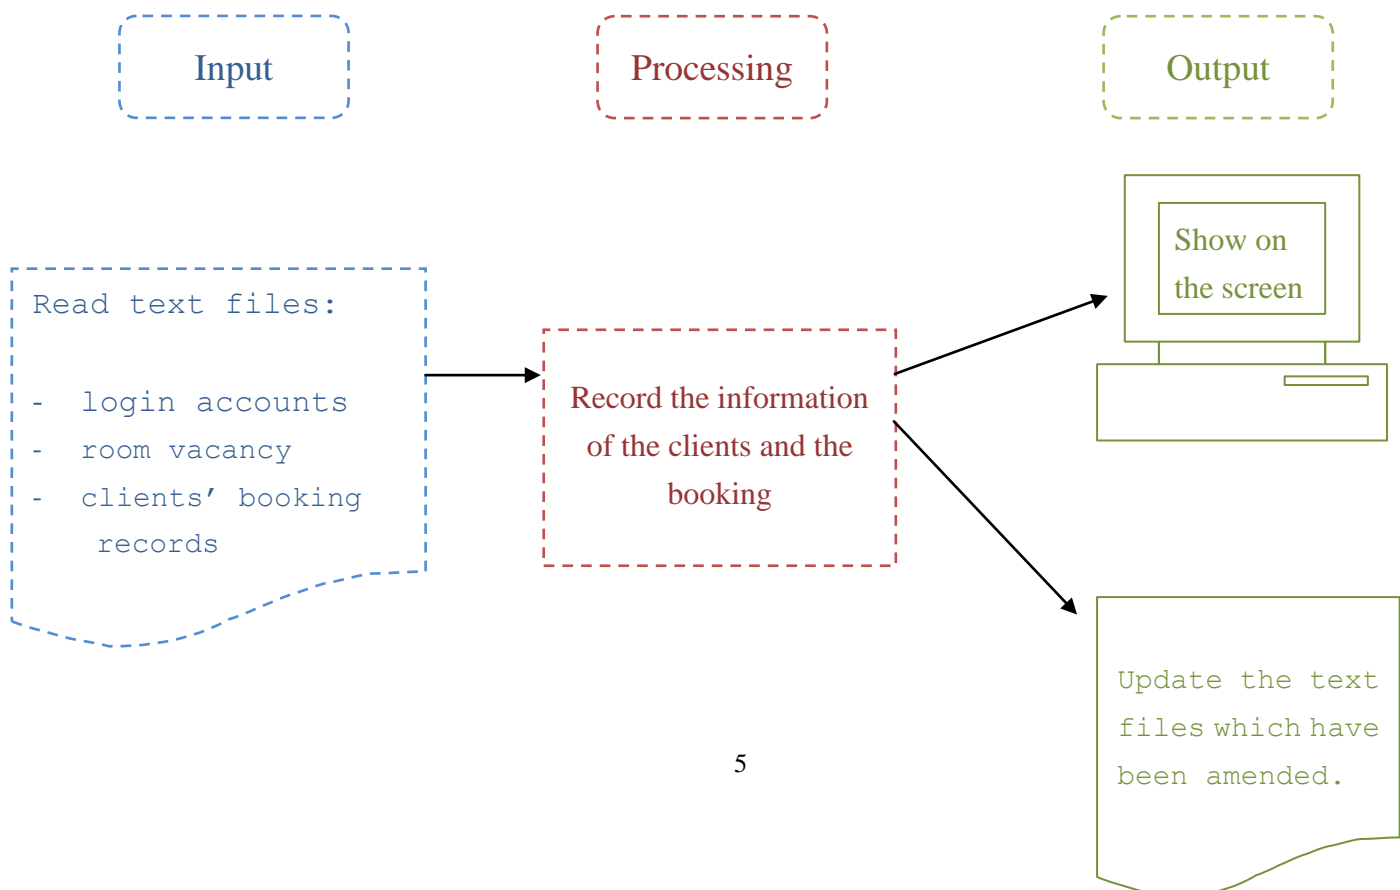 Input
Processing
Output
Read text files:
- login accounts
- room vacancy
- clients’ booking
records
Record the information
of the clients and the
booking
Show on
the screen
Update the text
files which have
been amended.
5